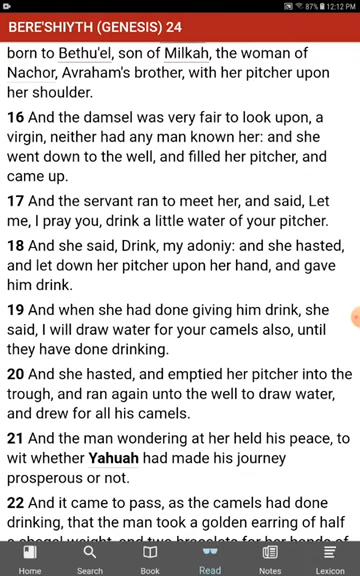 87% 12:12 PM
BERE'SHIYTH (GENESIS) 24
born to Bethu'el, son of Milkah, the woman of
Nachor, Avraham's brother, with her pitcher upon
her shoulder.
16 And the damsel was very fair to look upon, a
virgin, neither had any man known her: and she
went down to the well, and filled her pitcher, and
came up.
17 And the servant ran to meet her, and said, Let
me, I pray you, drink a little water of your pitcher.
18 And she said, Drink, my adoniy: and she hasted,
and let down her pitcher upon her hand, and gave
him drink.
19 And when she had done giving him drink, she
said, I will draw water for your camels also, until
they have done drinking.
20 And she hasted, and emptied her pitcher into the
trough, and ran again unto the well to draw water,
and drew for all his camels.
21 And the man wondering at her held his peace, to
wit whether Yahuah had made his journey
prosperous or not.
22 And it came to pass, as the camels had done
drinking, that the man took a golden earring of half
a shegel weight, and two bracelets for her hands of
Home Search Book Read Notes Lexicon